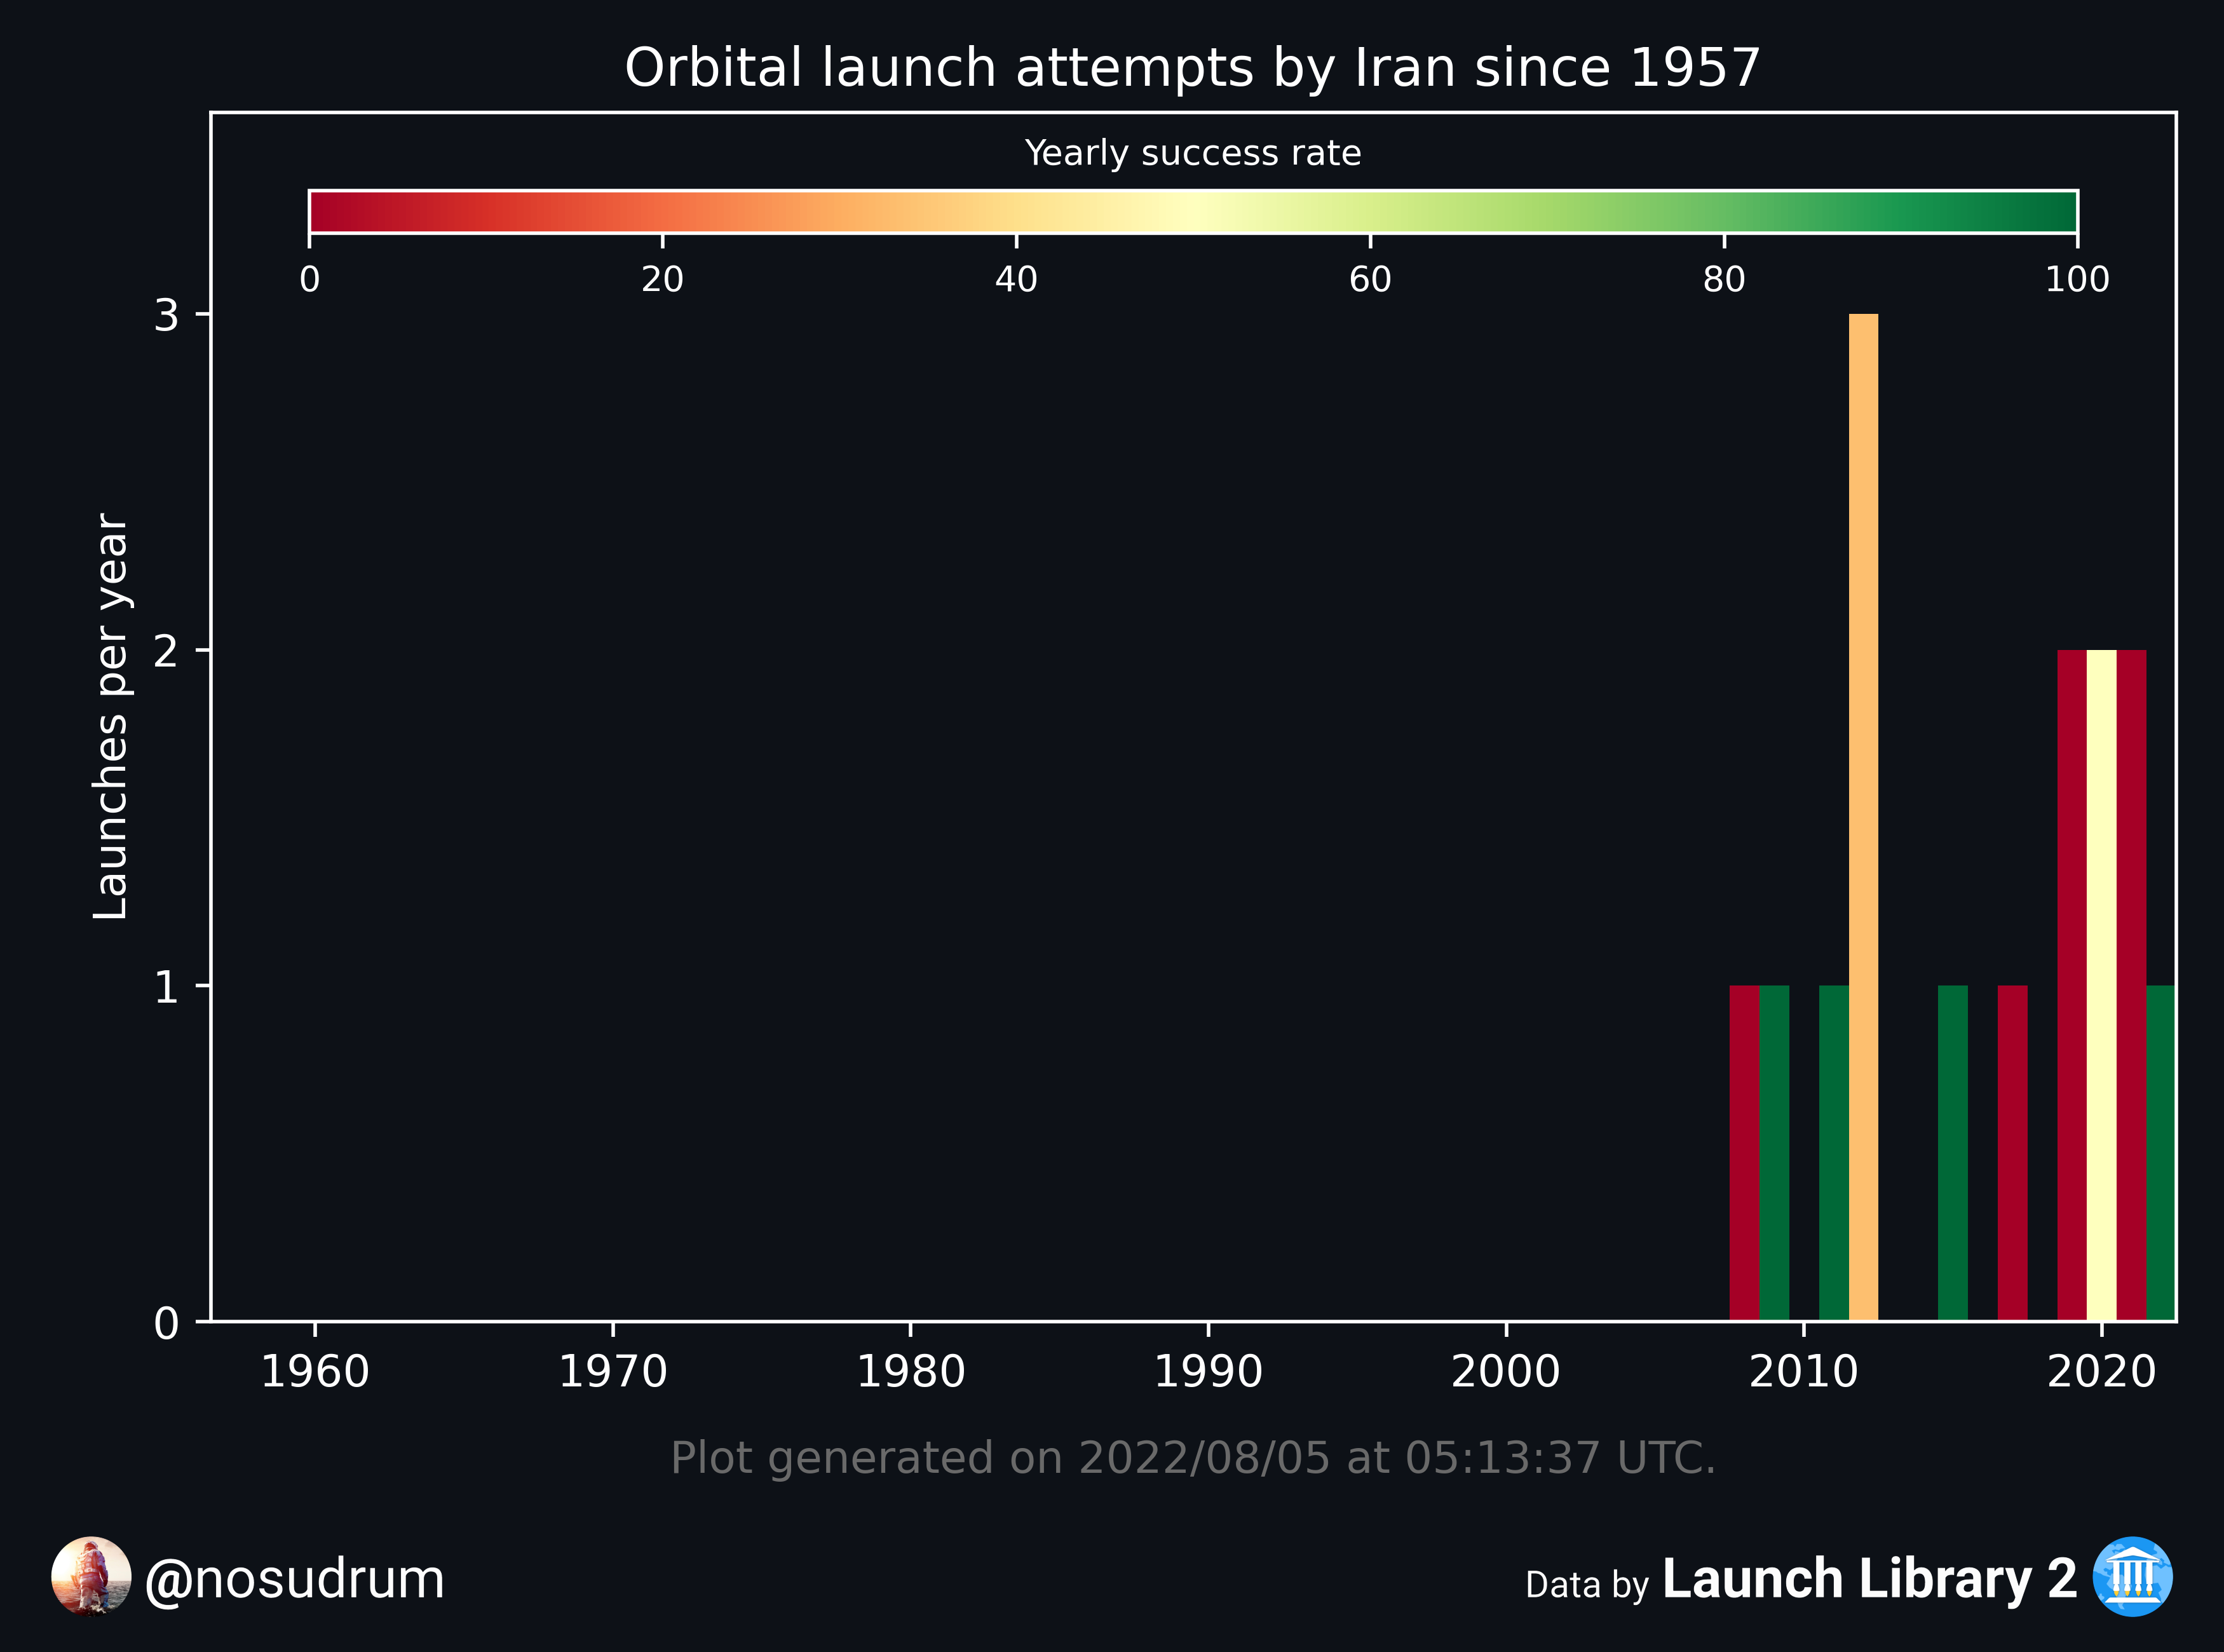 Orbital launch attempts by Iran since 1957
Yearly success rate
0 20 40 60 80 100
3
2
1
0
Launches per year
1960 1970 1980 1990 2000 2010 2020
Plot generated on 2022/08/05 at 05:13:37 UTC.
@nosudrum
Data by Launch Library 2